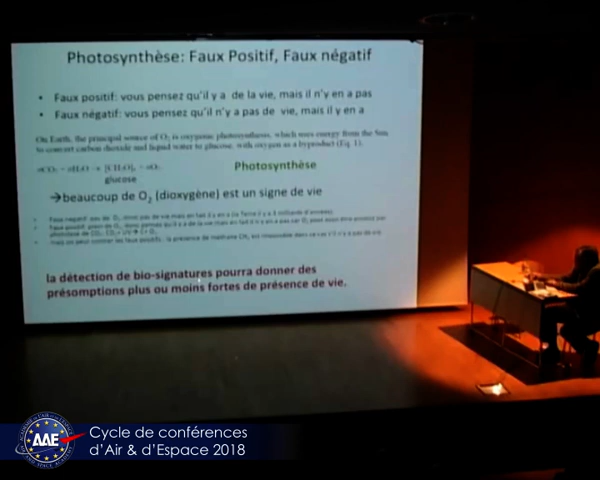 Photosynthèse: Faux Positif, Faux négatif
• Faux positif: vous pensez qu'il y a de la vie, mais il n'y en a pas
• Faux négatif: vous pensez qu'il n'y a pas de vie, mais il y en a
On Earth, the principal source of O₂ is oxygenic photosynthesis, which uses energy from the Sun
to convert carbon dioxide and liquid water to glucose, with oxygen as a byproduct (Eq. 1).
Photosynthèse
glucose
→beaucoup de O₂ (dioxygène) est un signe de vie
la détection de bio-signatures pourra donner des
présomptions plus ou moins fortes de présence de vie.
AAE
Cycle de conférences
d'Air & d'Espace 2018